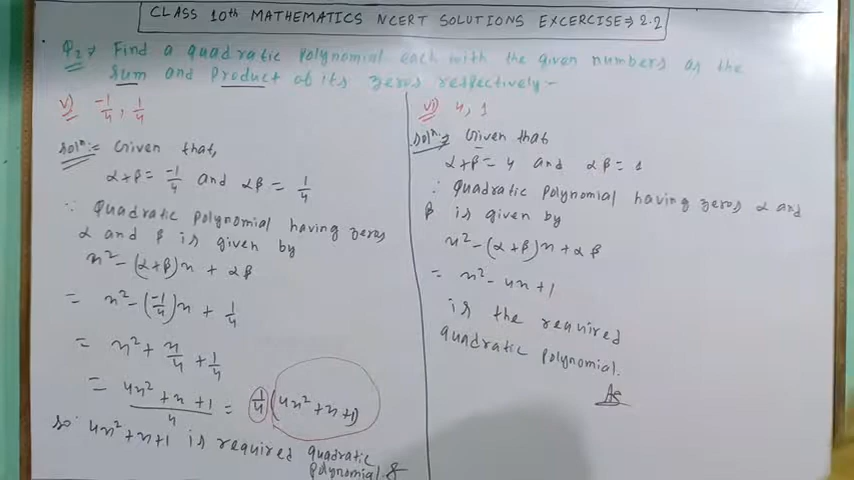 CLASS 10th MATHEMATICS NCERT SOLUTIONS EXCERCISE⇒ 2.2
Q2→ Find a quadratic polynomial each with the given numbers as the
sum and product of its zeros respectively:-
v) -1/4, 1/4
Solⁿ:= Given that,
α+β = -1/4 and αβ = 1/4
∵ Quadratic polynomial having zeros
α and β is given by
x² - (α+β)x + αβ
= x² - (-1/4)x + 1/4
= x² + x/4 + 1/4
= (4x² + x + 1)/4 = 1/4 (4x² + x + 1)
so 4x² + x + 1 is required quadratic
polynomial.
vi) 4, 1
Solⁿ:⇒ Given that
α+β = 4 and αβ = 1
∴ Quadratic polynomial having zeros α and
β is given by
x² - (α+β)x + αβ
= x² - 4x + 1
is the required
quadratic polynomial.